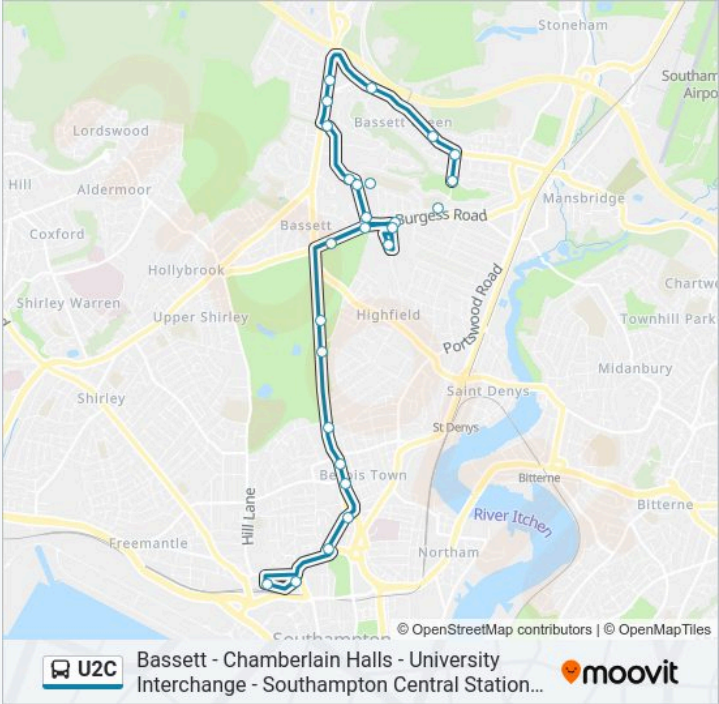 Stoneham
Southam
Airpo
Bassett Green
Lordswood
Hill
Aldermoor
Mansbridge
Burgess Road
Bassett
Coxford
Hollybrook
Chartwe
Shirley Warren
Portswood Road
Upper Shirley
Highfield
Townhill Park
Midanbury
Saint Denys
Shirley
St Denys
Bevois Town
Bitterne
Hill Lane
Bitterne
River Itchen
Freemantle
Northam
Southampton
© OpenStreetMap contributors | © OpenMapTiles
U2C
Bassett - Chamberlain Halls - University
Interchange - Southampton Central Station...
moovit